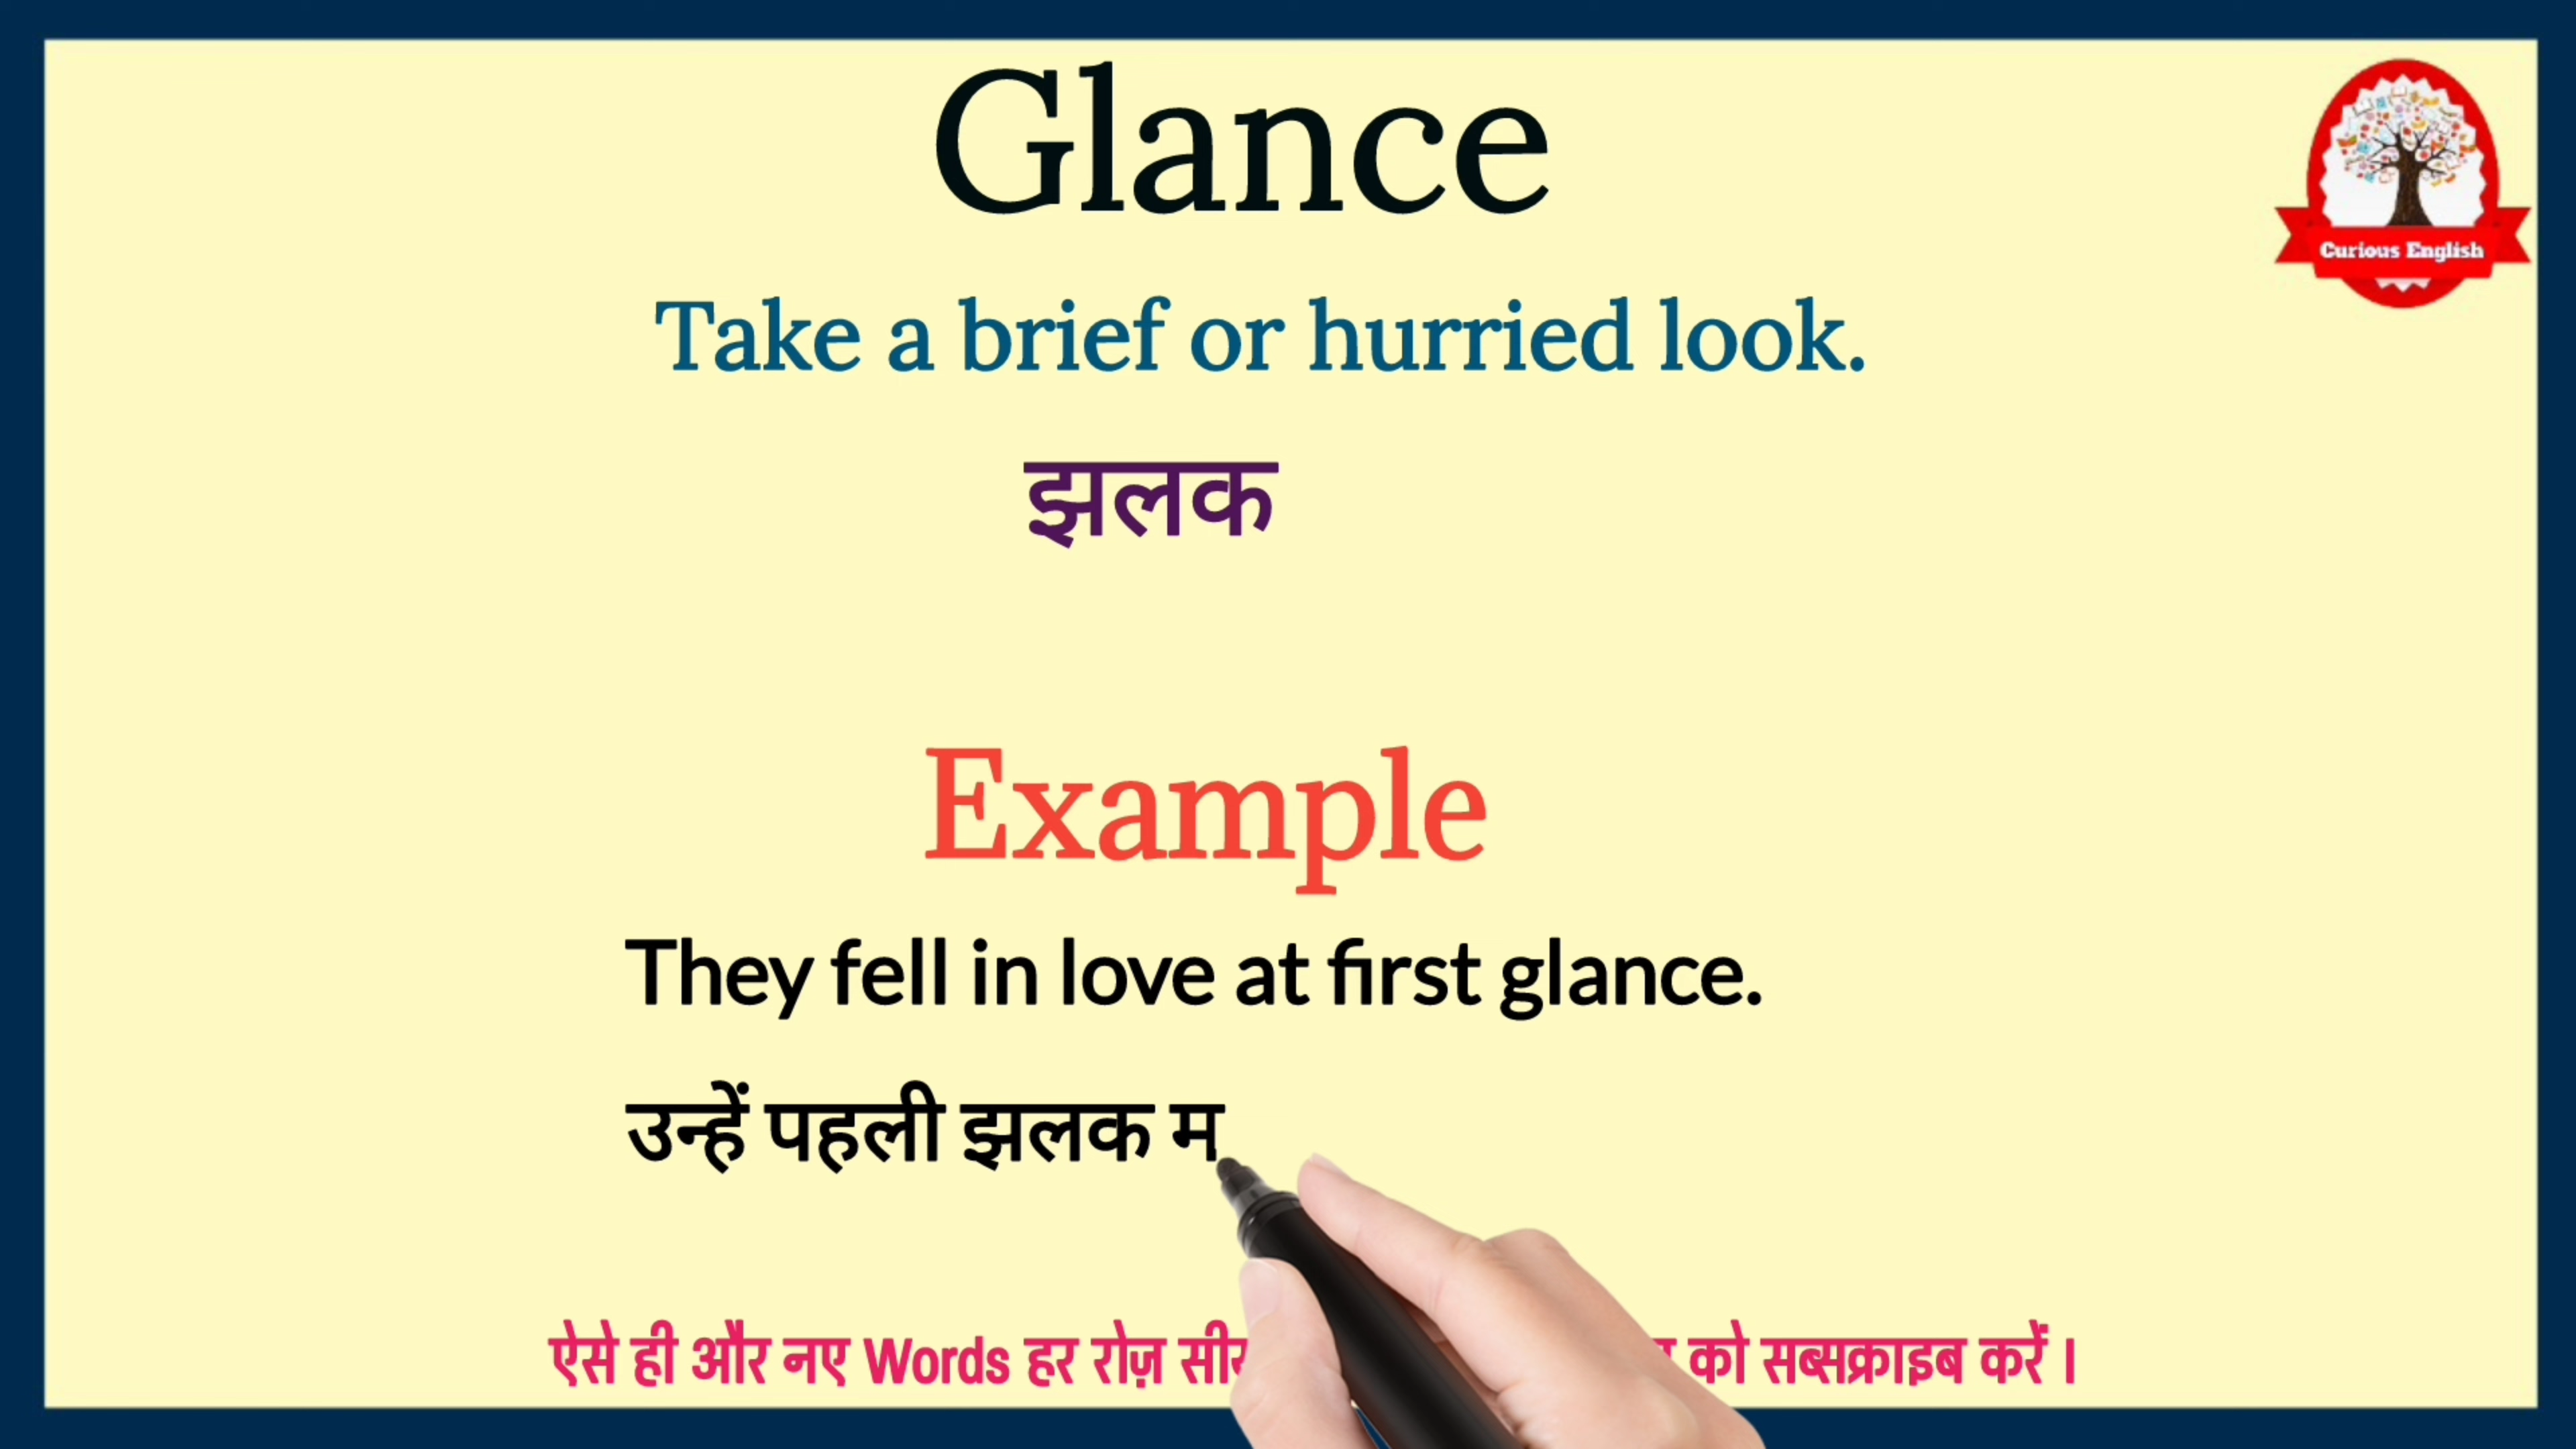 Glance
Curious English
Take a brief or hurried look.
झलक
Example
They fell in love at first glance.
उन्हें पहली झलक म
ऐसे ही और नए Words हर रोज़ को सब्सक्राइब करें ।